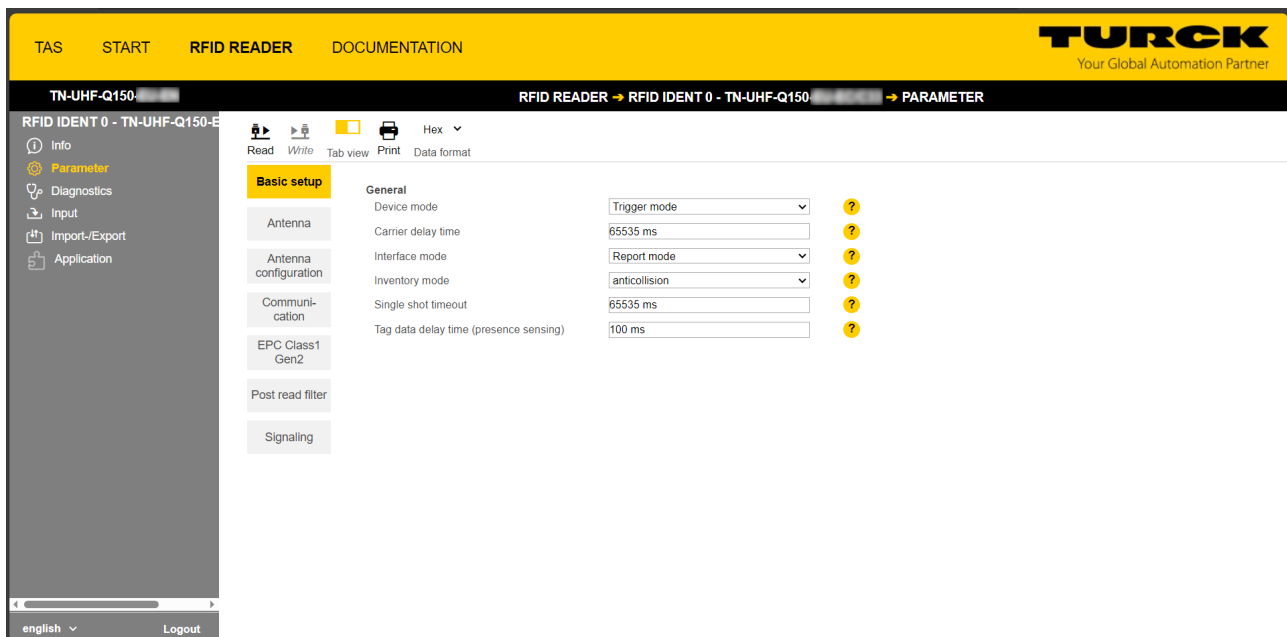 TAS START RFID READER DOCUMENTATION
TURCK
Your Global Automation Partner
TN-UHF-Q150-
RFID READER → RFID IDENT 0 - TN-UHF-Q150- → PARAMETER
RFID IDENT 0 - TN-UHF-Q150-E
Info
Parameter
Diagnostics
Input
Import-/Export
Application
Read Write Tab view Print Hex Data format
Basic setup
Antenna
Antenna
configuration
Communi-
cation
EPC Class1
Gen2
Post read filter
Signaling
General
Device mode Trigger mode ?
Carrier delay time 65535 ms ?
Interface mode Report mode ?
Inventory mode anticollision ?
Single shot timeout 65535 ms ?
Tag data delay time (presence sensing) 100 ms ?
english Logout